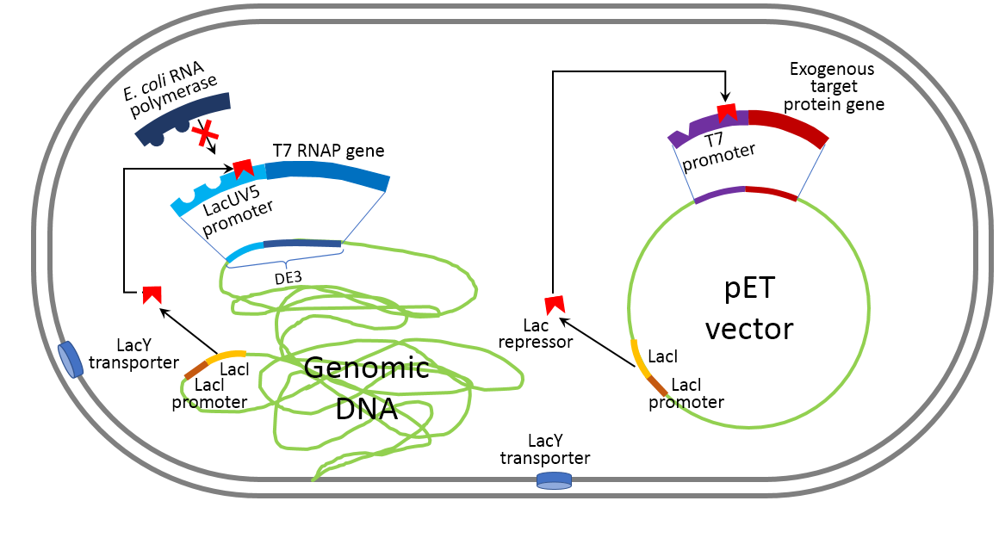 E. coli RNA
polymerase
T7 RNAP gene
LacUV5
promoter
DE3
LacY
transporter
LacI
LacI
promoter
Genomic
DNA
Exogenous
target
protein gene
T7
promoter
pET
vector
Lac
repressor
LacI
LacI
promoter
LacY
transporter